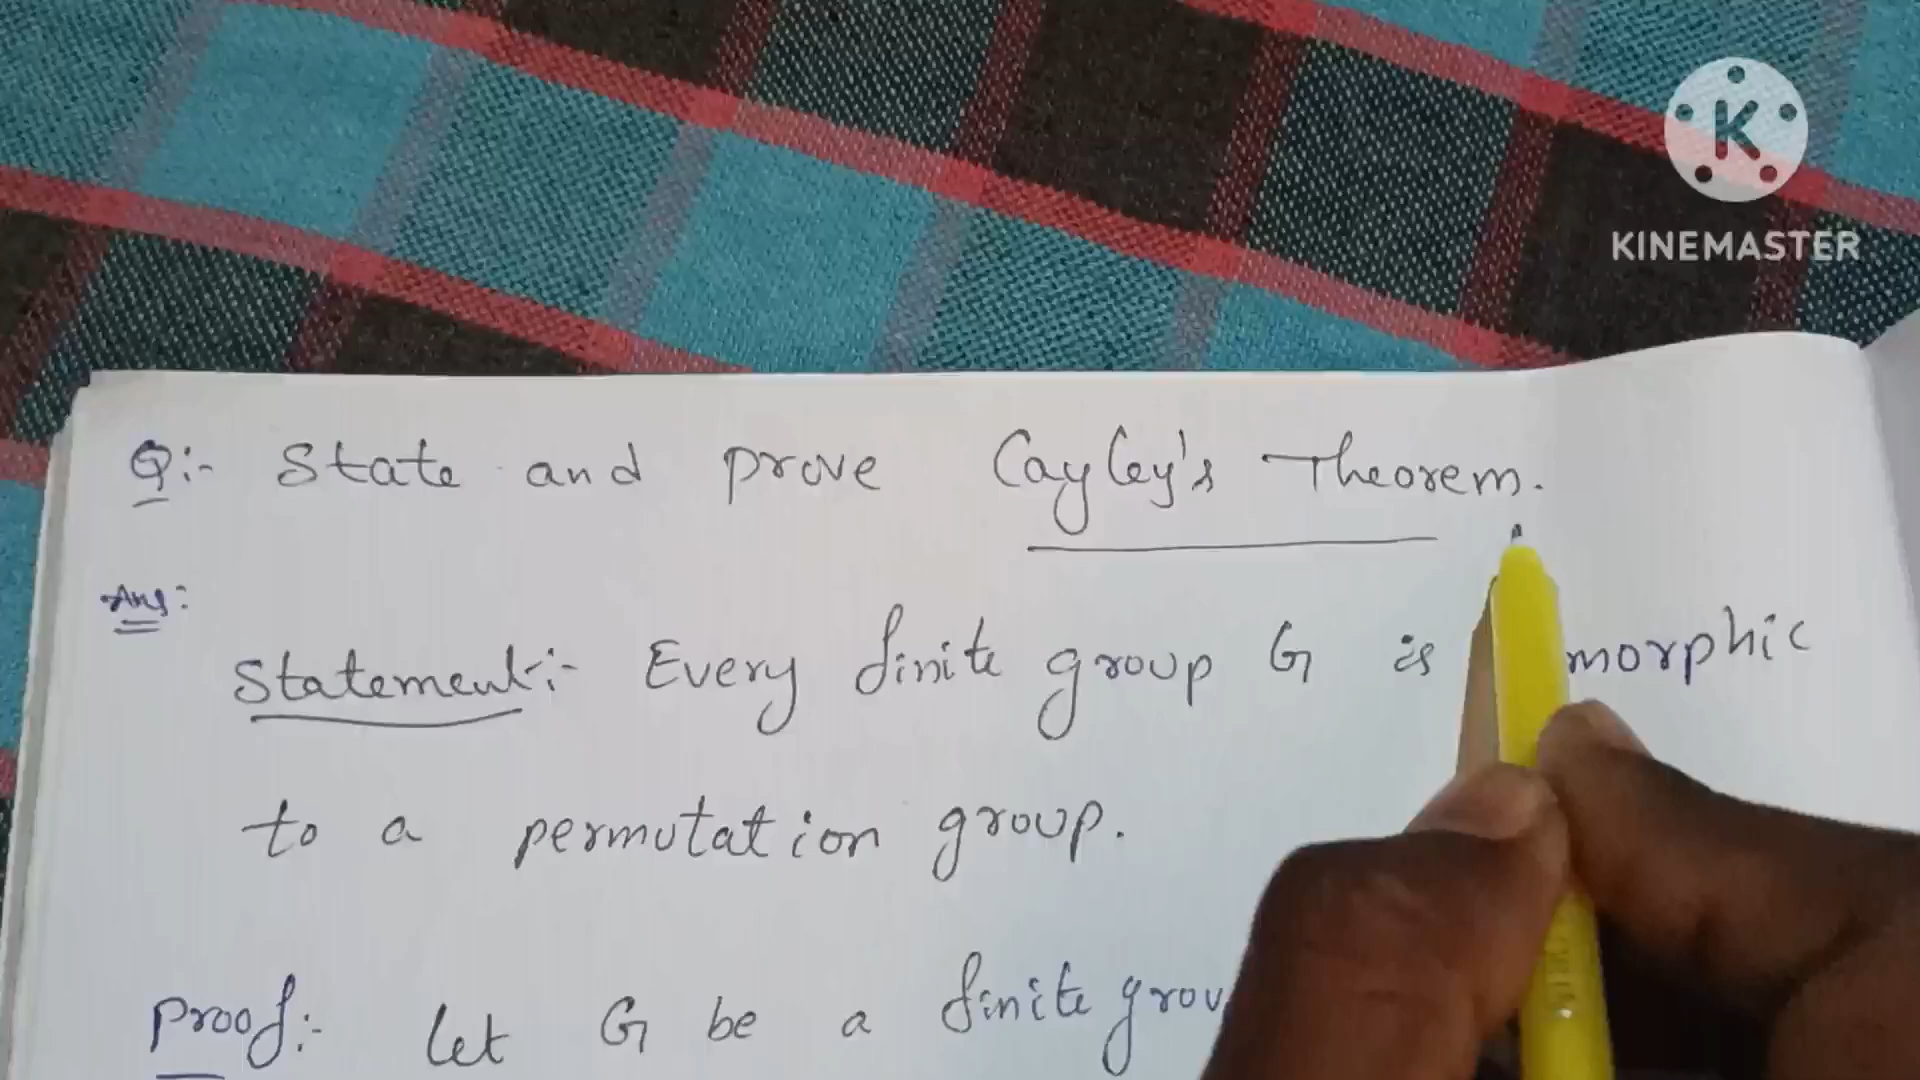 K
KINEMASTER
Q:- State and prove Cayley's Theorem.
Ans:
Statement:- Every finite group G is morphic
to a permutation group.
Proof:- Let G be a finite grou